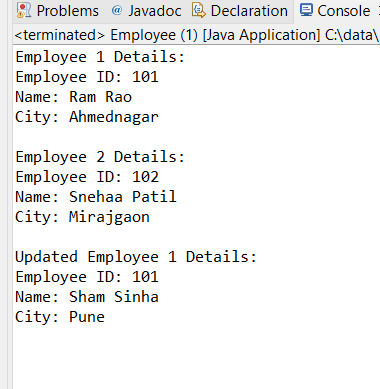 Problems @ Javadoc Declaration Console
<terminated> Employee (1) [Java Application] C:\data\
Employee 1 Details:
Employee ID: 101
Name: Ram Rao
City: Ahmednagar
Employee 2 Details:
Employee ID: 102
Name: Snehaa Patil
City: Mirajgaon
Updated Employee 1 Details:
Employee ID: 101
Name: Sham Sinha
City: Pune